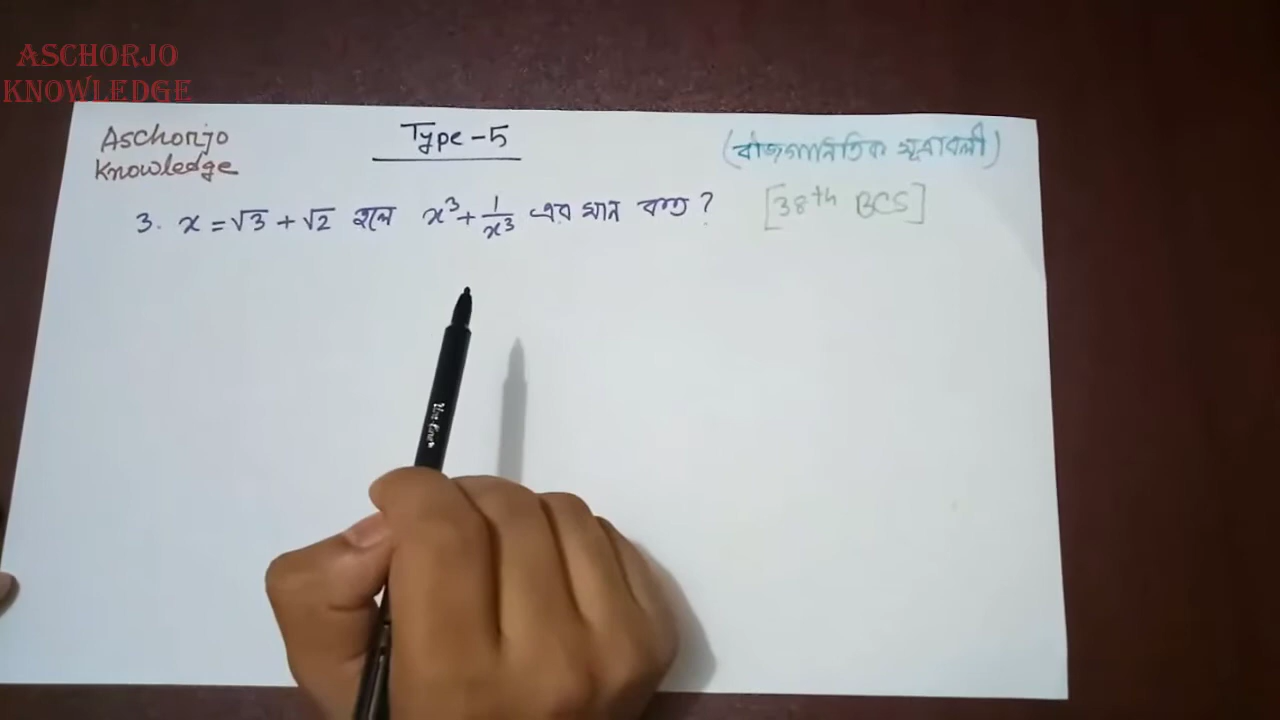 ASCHORJO
KNOWLEDGE
Aschorjo
Knowledge
Type-5
(বীজগানিতিক সূত্রাবলী)
3. x = √3 + √2 হলে x³ + 1/x³ এর মান কত ? [38th BCS]